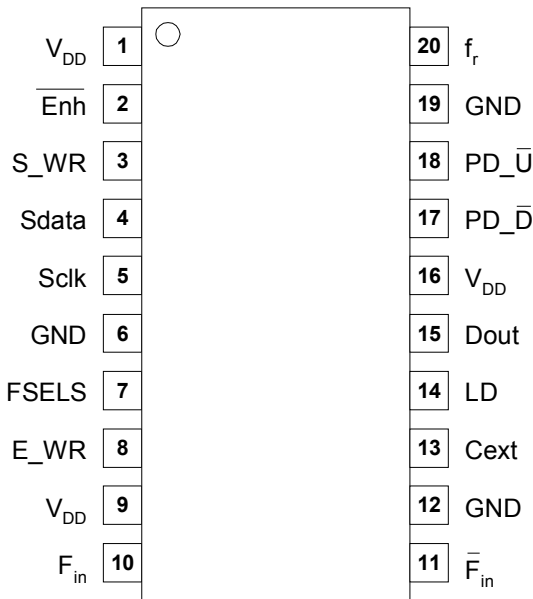 V_DD 1 20 f_r
E̅n̅h̅ 2 19 GND
S_WR 3 18 PD_U̅
Sdata 4 17 PD_D̅
Sclk 5 16 V_DD
GND 6 15 Dout
FSELS 7 14 LD
E_WR 8 13 Cext
V_DD 9 12 GND
F_in 10 11 F̅_in